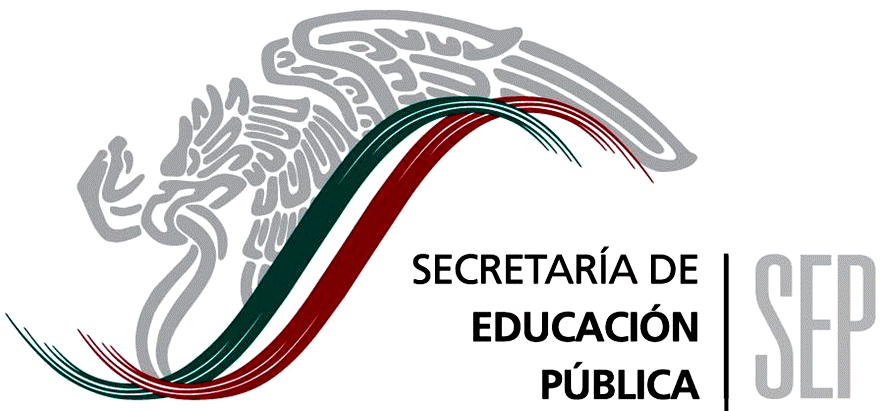 SECRETARÍA DE
EDUCACIÓN
PÚBLICA
SEP